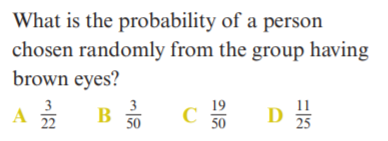 What is the probability of a person
chosen randomly from the group having
brown eyes?
A 3/22 B 3/50 C 19/50 D 11/25